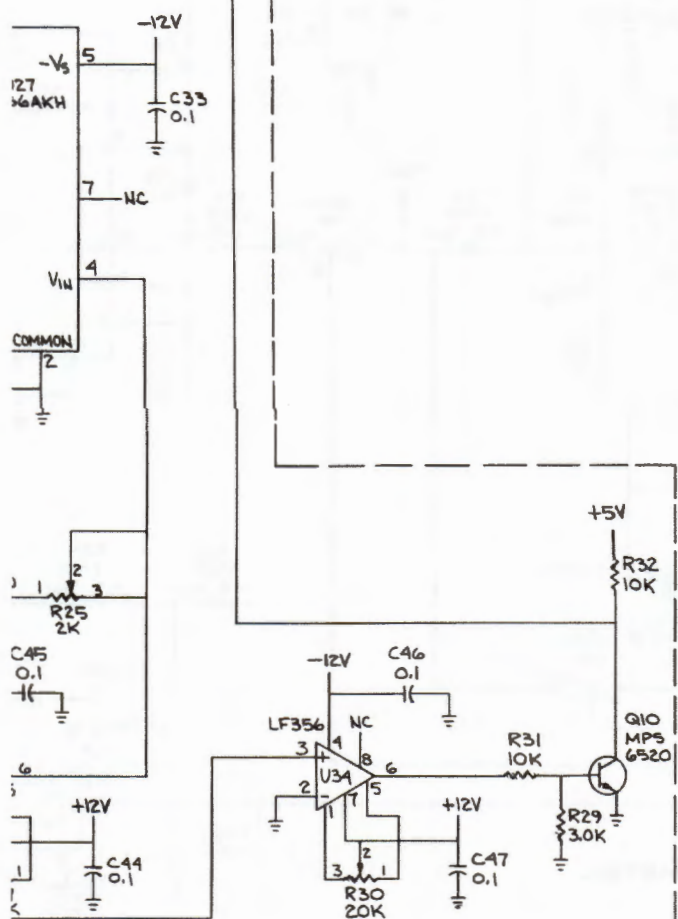 -12V
-Vs
5
C33
0.1
7
NC
VIN
4
COMMON
2
+5V
R32
10K
1
2
3
R25
2K
C45
0.1
-12V
C46
0.1
LF356
NC
3
4
8
+
U34
6
2
-
1
7
5
R31
10K
Q10
MPS
6520
R29
3.0K
6
+12V
1
C44
0.1
+12V
2
3
1
C47
0.1
R30
20K